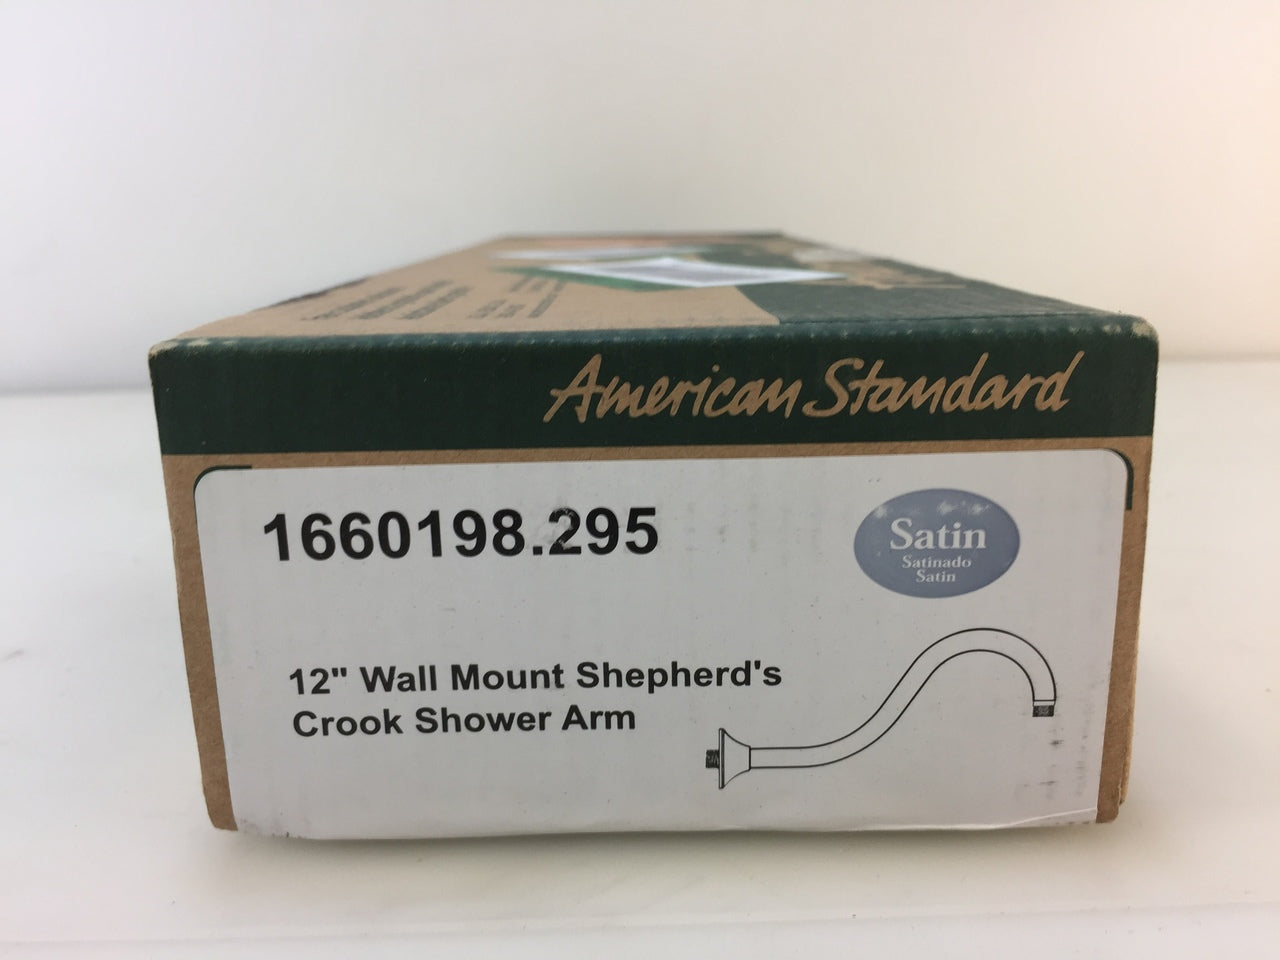 American Standard
1660198.295
Satin
Satinado
Satin
12" Wall Mount Shepherd's
Crook Shower Arm